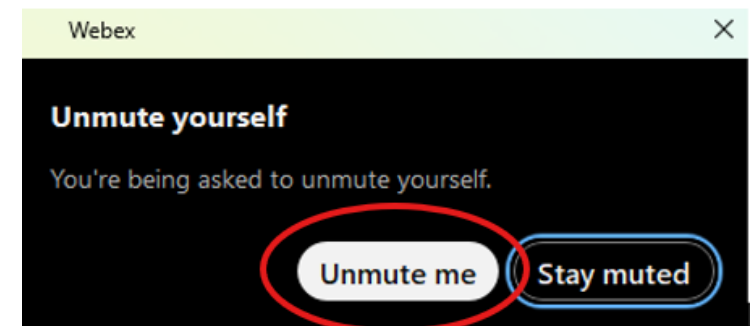 Webex
Unmute yourself
You're being asked to unmute yourself.
Unmute me Stay muted